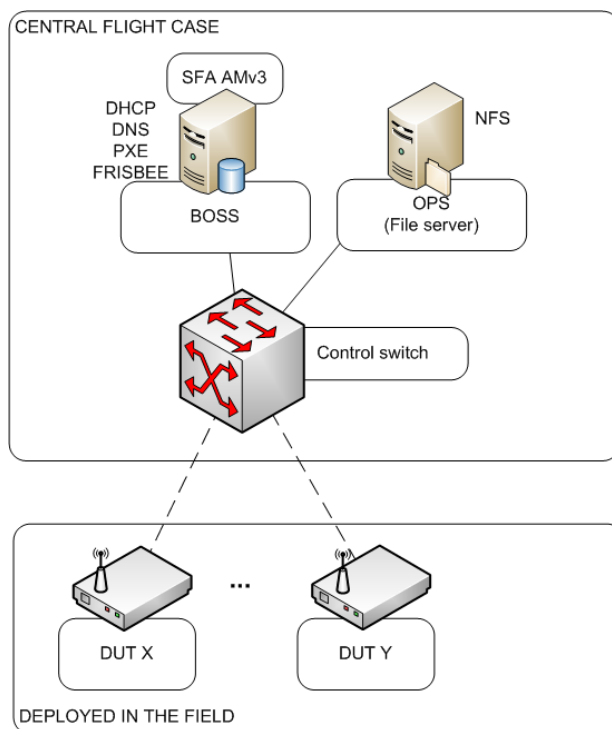 CENTRAL FLIGHT CASE
SFA AMv3
DHCP
DNS
PXE
FRISBEE
NFS
BOSS
OPS
(File server)
Control switch
...
DUT X
DUT Y
DEPLOYED IN THE FIELD